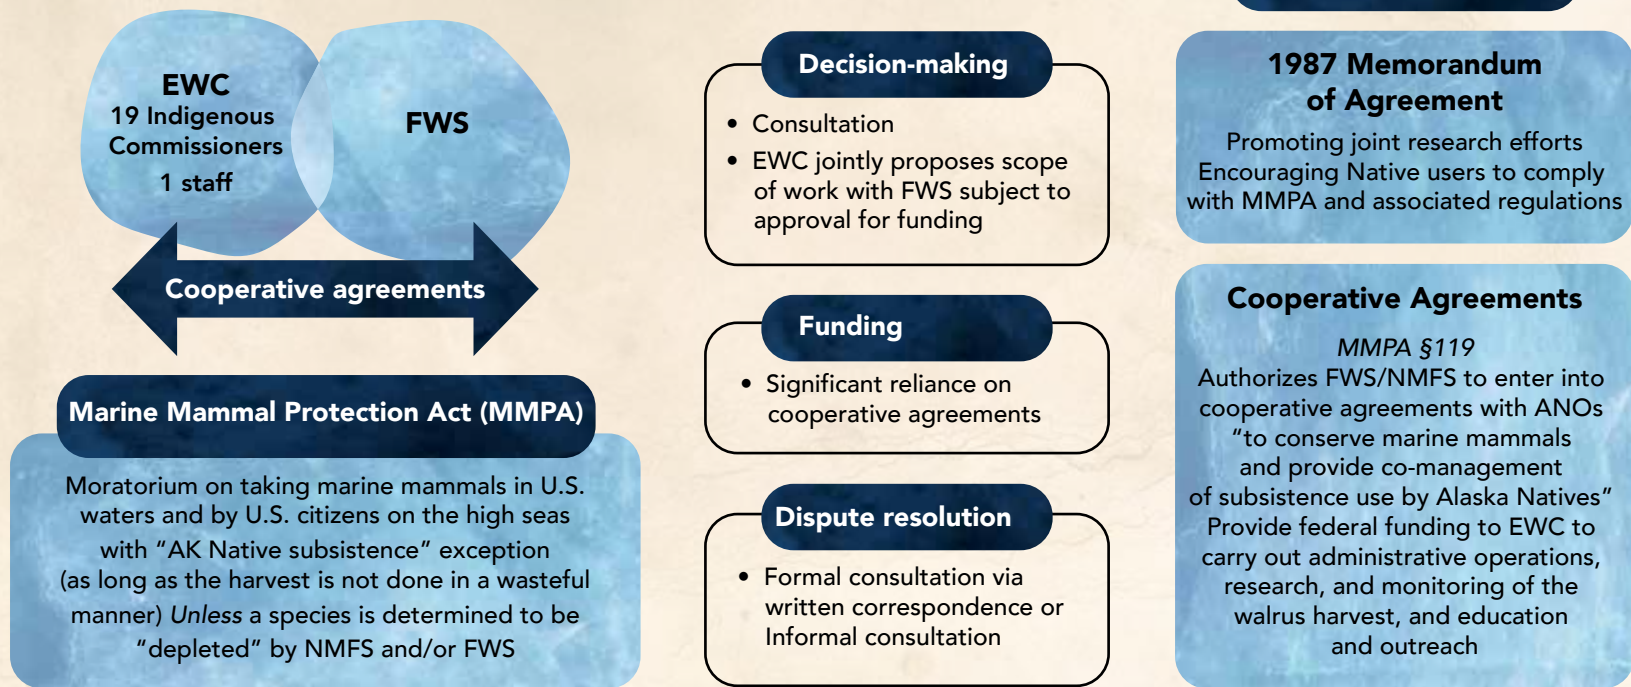 EWC
19 Indigenous
Commissioners
1 staff
FWS
Cooperative agreements
Marine Mammal Protection Act (MMPA)
Moratorium on taking marine mammals in U.S.
waters and by U.S. citizens on the high seas
with “AK Native subsistence” exception
(as long as the harvest is not done in a wasteful
manner) Unless a species is determined to be
“depleted” by NMFS and/or FWS
Decision-making
• Consultation
• EWC jointly proposes scope
of work with FWS subject to
approval for funding
Funding
• Significant reliance on
cooperative agreements
Dispute resolution
• Formal consultation via
written correspondence or
Informal consultation
1987 Memorandum
of Agreement
Promoting joint research efforts
Encouraging Native users to comply
with MMPA and associated regulations
Cooperative Agreements
MMPA §119
Authorizes FWS/NMFS to enter into
cooperative agreements with ANOs
“to conserve marine mammals
and provide co-management
of subsistence use by Alaska Natives”
Provide federal funding to EWC to
carry out administrative operations,
research, and monitoring of the
walrus harvest, and education
and outreach